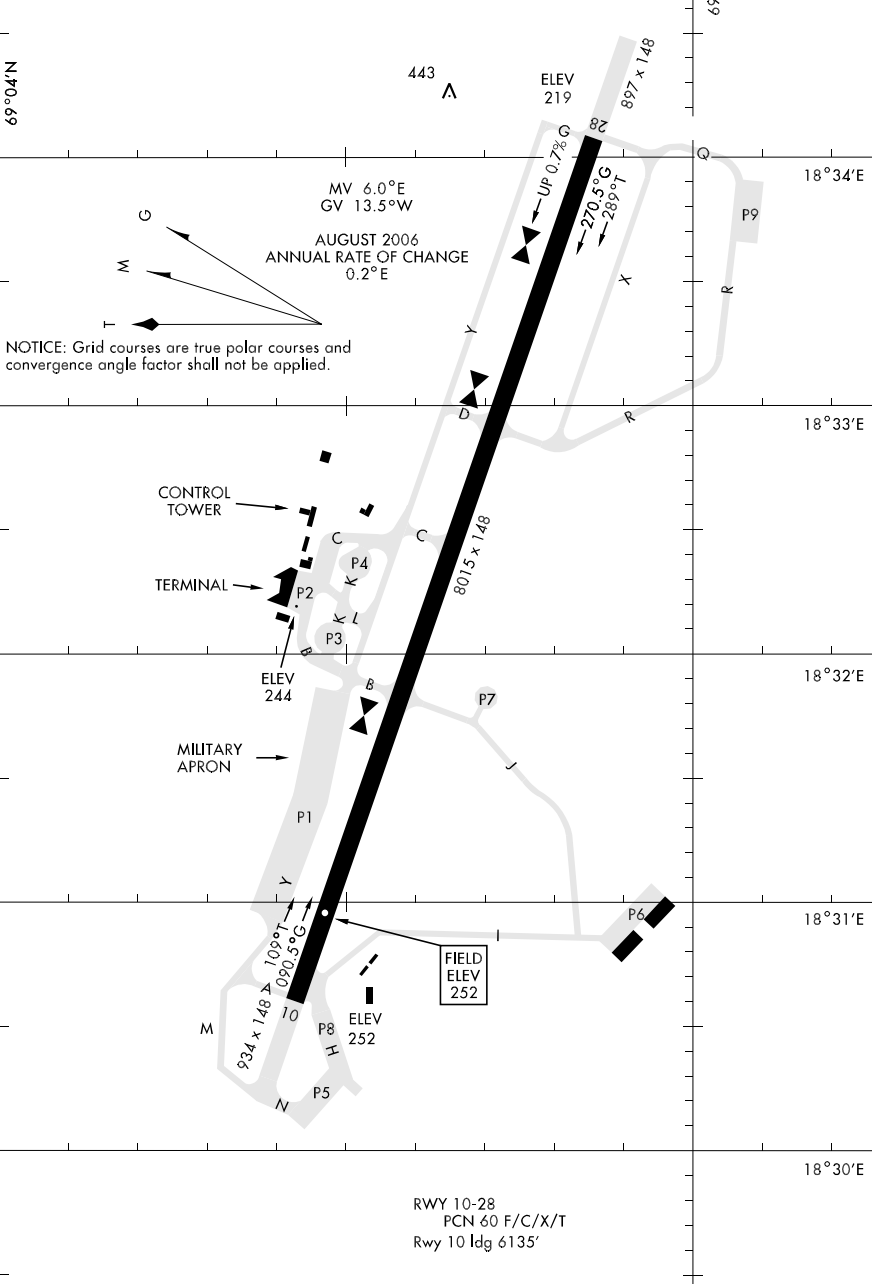 69
69°04'N
443
ELEV
219
897 x 148
28
G
Q
18°34'E
UP 0.7%
270.5°G
289°T
P9
MV 6.0°E
GV 13.5°W
AUGUST 2006
ANNUAL RATE OF CHANGE
0.2°E
G
M
T
X
R
Y
NOTICE: Grid courses are true polar courses and
convergence angle factor shall not be applied.
D
R
18°33'E
CONTROL
TOWER
C
C
8015 x 148
P4
K
TERMINAL
P2
K
L
P3
B
ELEV
244
18°32'E
B
P7
MILITARY
APRON
J
P1
Y
18°31'E
P6
I
109°T
090.5°G
FIELD
ELEV
252
A
934 x 148
10
M
P8
ELEV
252
H
P5
N
18°30'E
RWY 10-28
PCN 60 F/C/X/T
Rwy 10 ldg 6135'